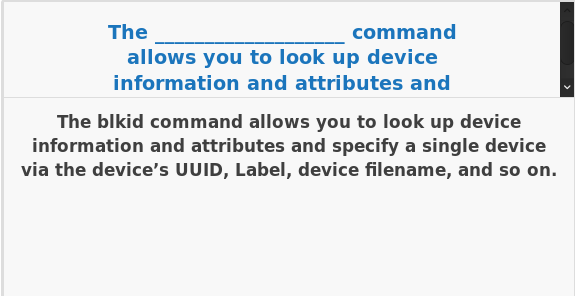 The ___________________ command
allows you to look up device
information and attributes and
The blkid command allows you to look up device
information and attributes and specify a single device
via the device’s UUID, Label, device filename, and so on.